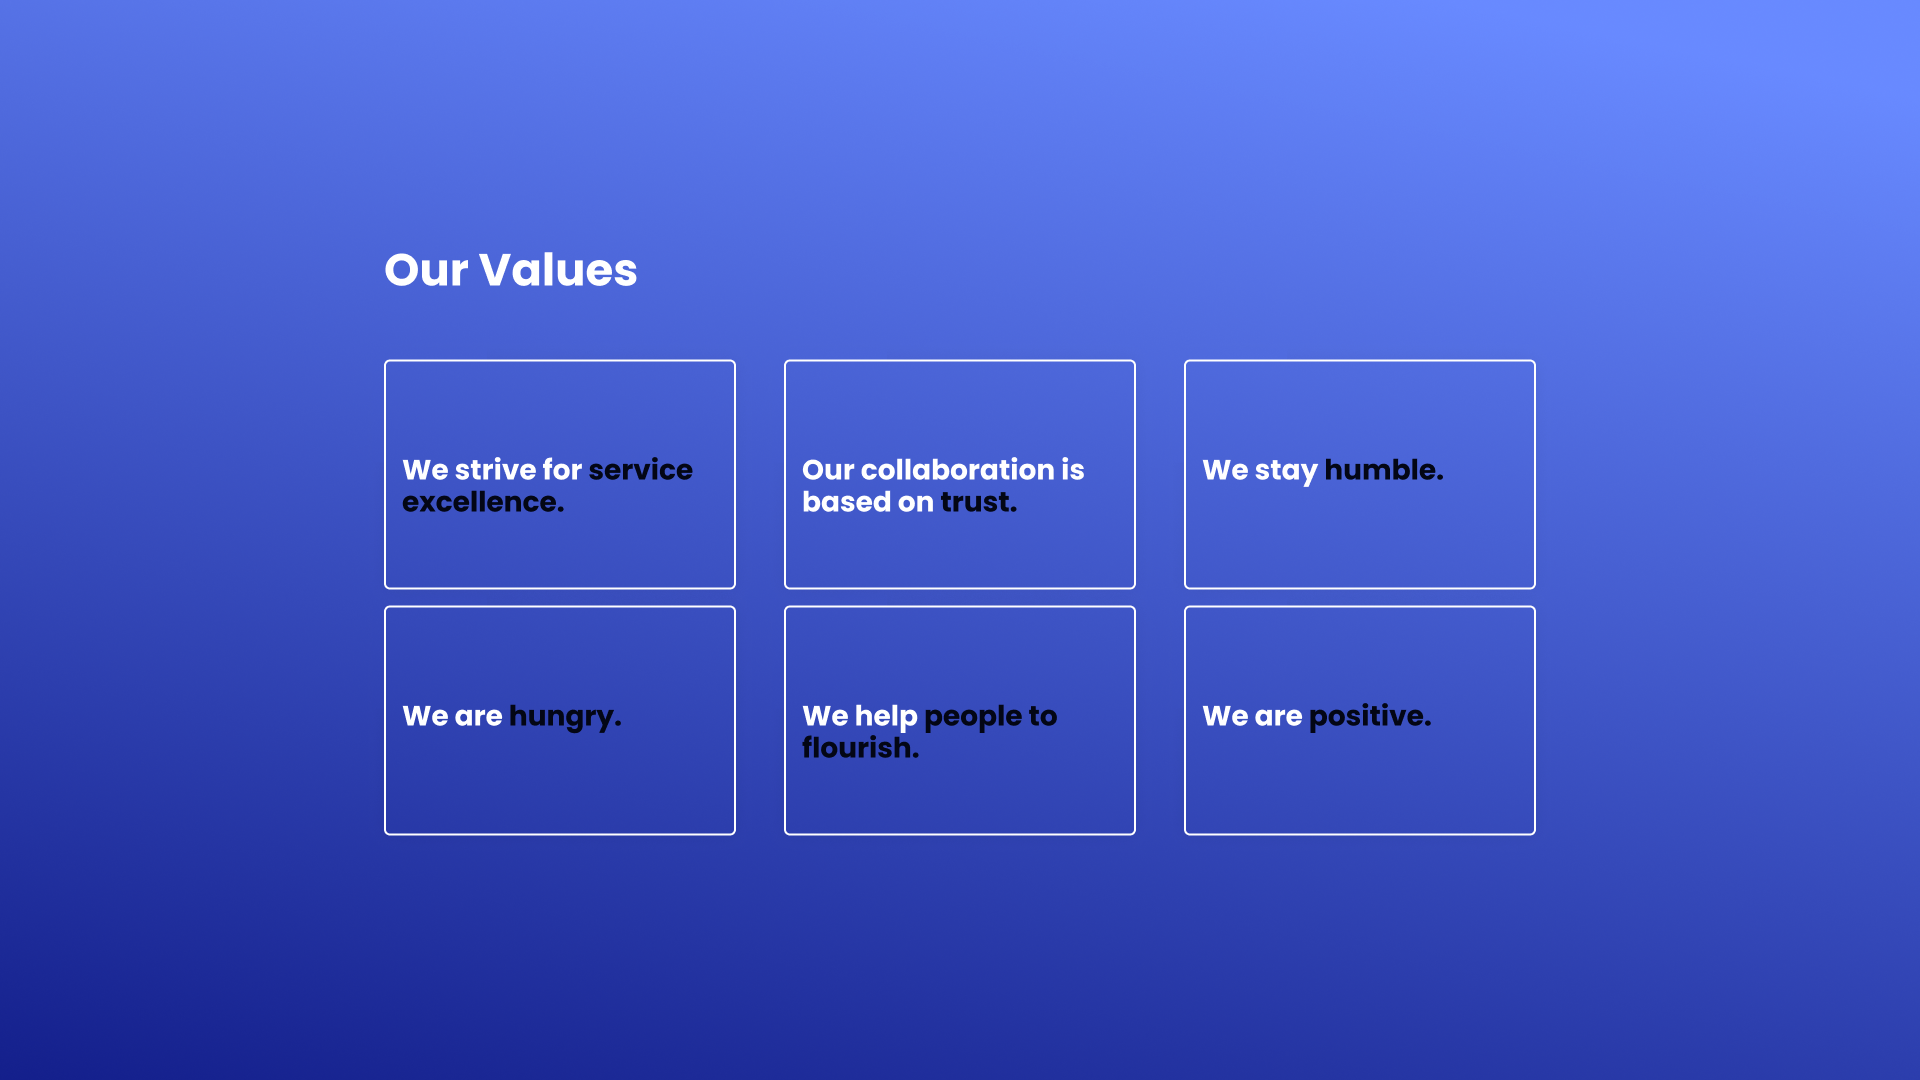 Our Values
We strive for service
excellence.
Our collaboration is
based on trust.
We stay humble.
We are hungry.
We help people to
flourish.
We are positive.